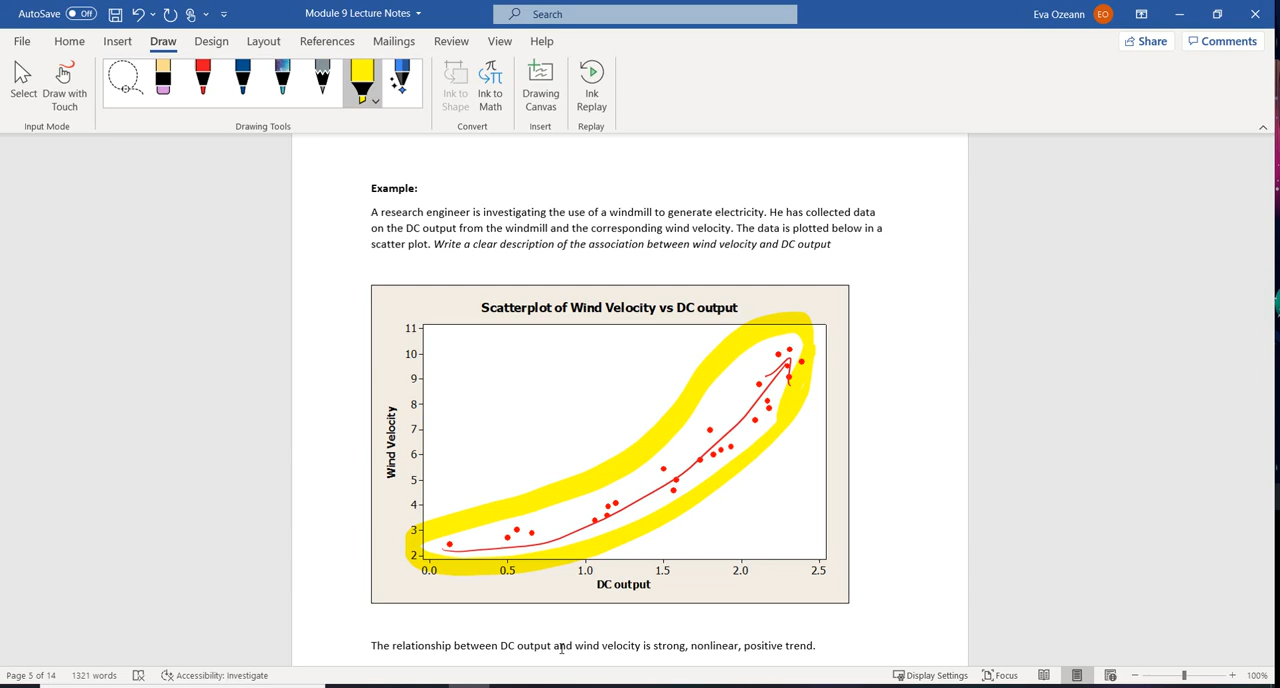 AutoSave Off Module 9 Lecture Notes Search Eva Ozeann EO
File Home Insert Draw Design Layout References Mailings Review View Help Share Comments
Select Draw with Touch Ink to Shape Ink to Math Drawing Canvas Ink Replay
Input Mode Drawing Tools Convert Insert Replay
Example:
A research engineer is investigating the use of a windmill to generate electricity. He has collected data
on the DC output from the windmill and the corresponding wind velocity. The data is plotted below in a
scatter plot. Write a clear description of the association between wind velocity and DC output
Scatterplot of Wind Velocity vs DC output
11
10
9
8
7
6
5
4
3
2
Wind Velocity
0.0 0.5 1.0 1.5 2.0 2.5
DC output
The relationship between DC output and wind velocity is strong, nonlinear, positive trend.
Page 5 of 14 1321 words Accessibility: Investigate Display Settings Focus 100%